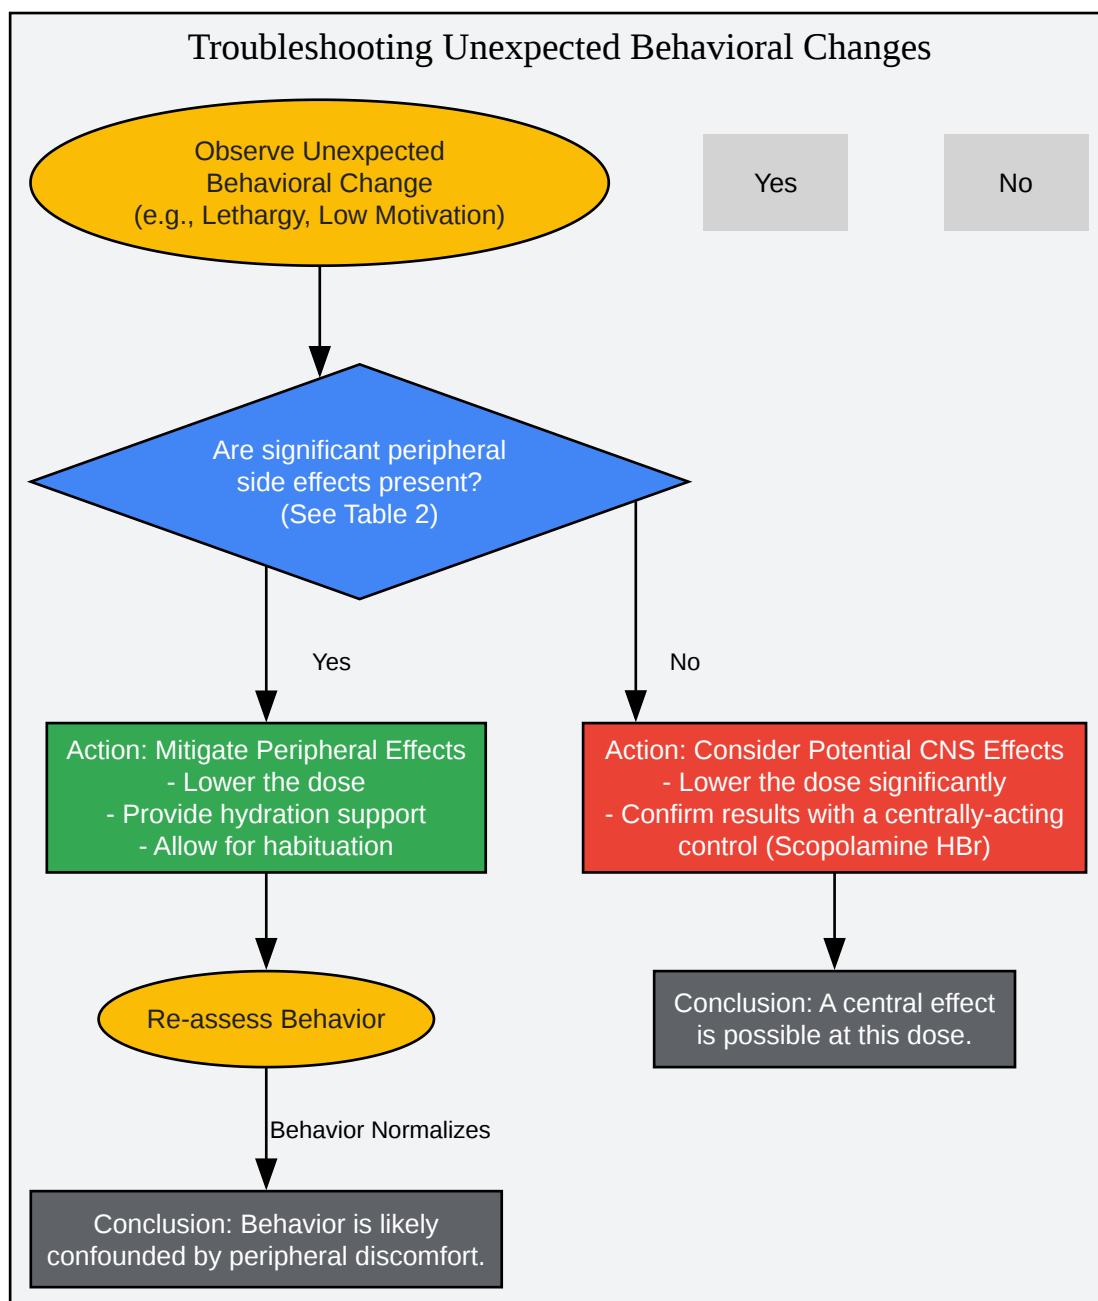 Troubleshooting Unexpected Behavioral Changes
Observe Unexpected
Behavioral Change
(e.g., Lethargy, Low Motivation)
Yes
No
Are significant peripheral
side effects present?
(See Table 2)
Yes
No
Action: Mitigate Peripheral Effects
- Lower the dose
- Provide hydration support
- Allow for habituation
Action: Consider Potential CNS Effects
- Lower the dose significantly
- Confirm results with a centrally-acting
control (Scopolamine HBr)
Re-assess Behavior
Conclusion: A central effect
is possible at this dose.
Behavior Normalizes
Conclusion: Behavior is likely
confounded by peripheral discomfort.